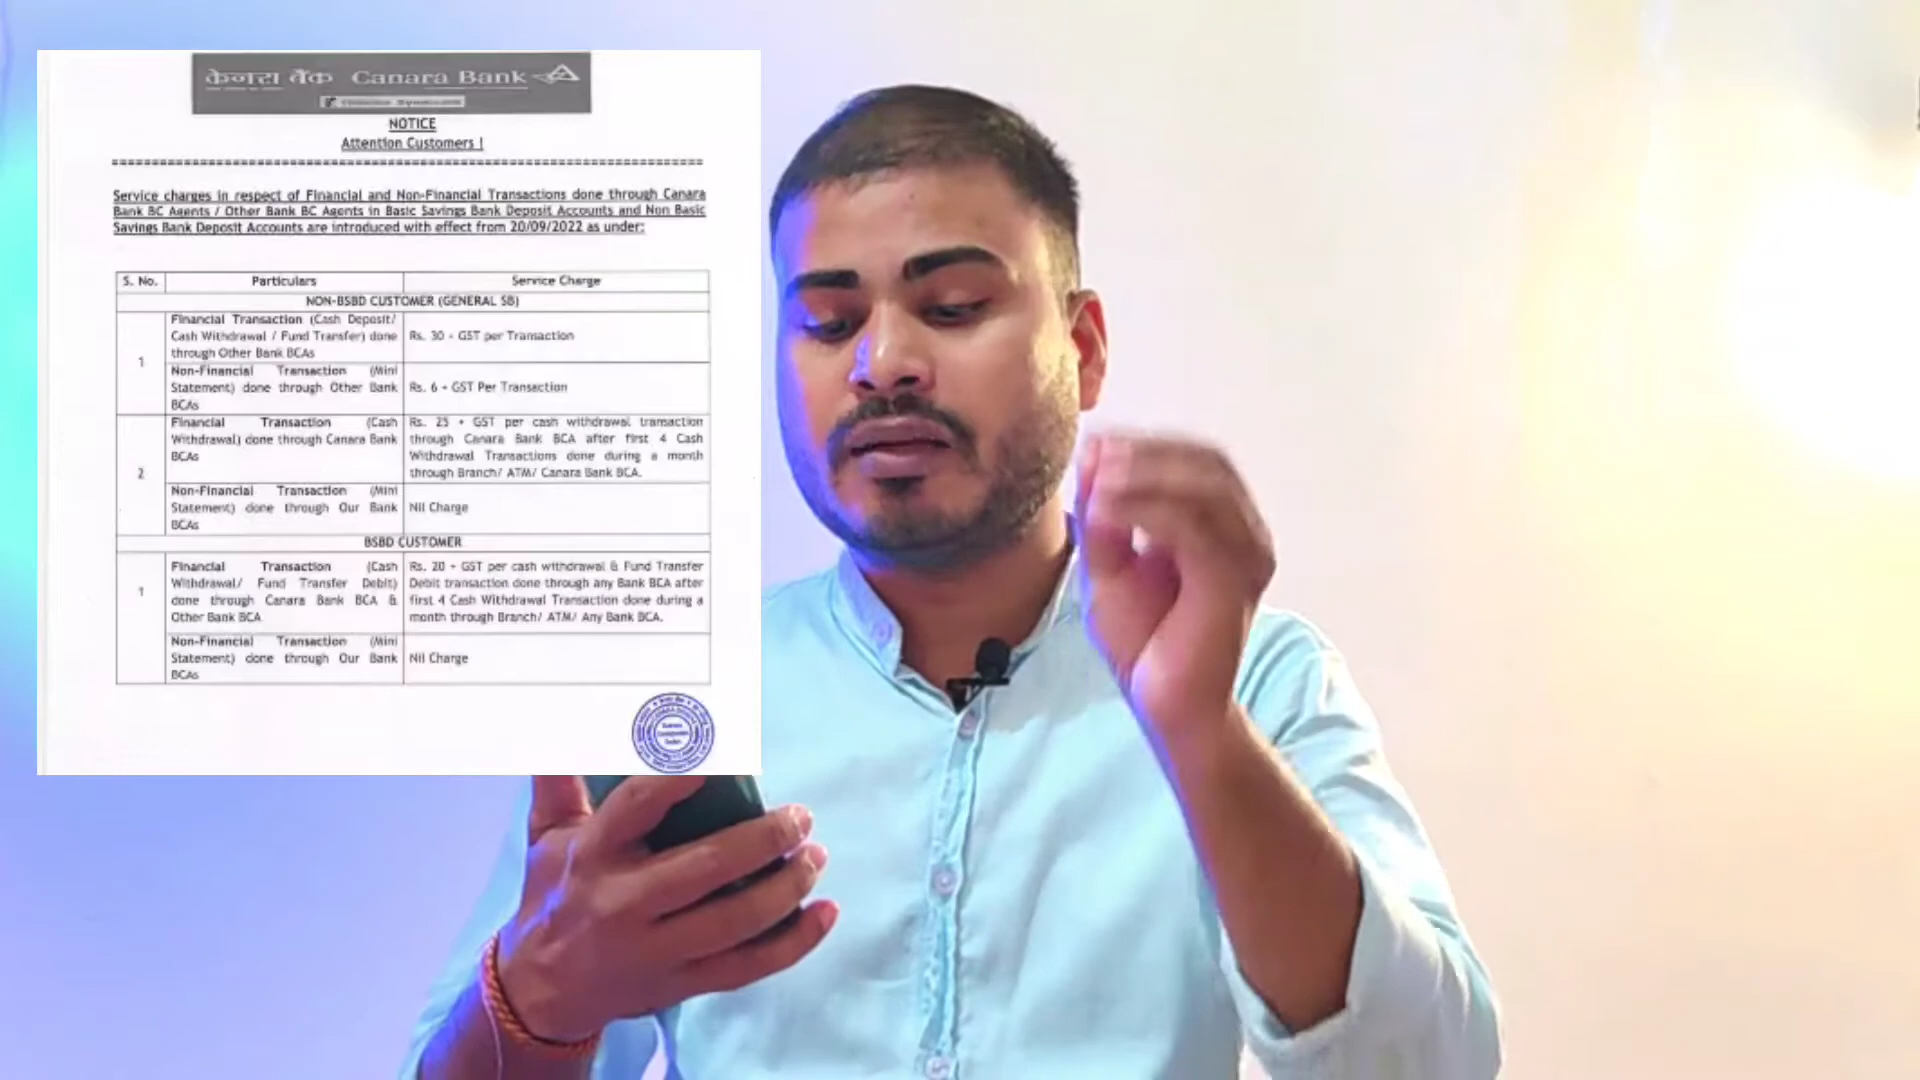 केनरा बैंक Canara Bank
NOTICE
Attention Customers !
Service charges in respect of Financial and Non-Financial Transactions done through Canara
Bank BC Agents / Other Bank BC Agents in Basic Savings Bank Deposit Accounts and Non Basic
Savings Bank Deposit Accounts are introduced with effect from 20/09/2022 as under:
S. No. Particulars Service Charge
NON-BSBD CUSTOMER (GENERAL SB)
1
Financial Transaction (Cash Deposit/
Cash Withdrawal / Fund Transfer) done
through Other Bank BCAs
Rs. 30 + GST per Transaction
Non-Financial Transaction (Mini
Statement) done through Other Bank
BCAs
Rs. 6 + GST Per Transaction
2
Financial Transaction (Cash
Withdrawal) done through Canara Bank
BCAs
Rs. 25 + GST per cash withdrawal transaction
through Canara Bank BCA after first 4 Cash
Withdrawal Transactions done during a month
through Branch/ ATM/ Canara Bank BCA.
Non-Financial Transaction (Mini
Statement) done through Our Bank
BCAs
Nil Charge
BSBD CUSTOMER
1
Financial Transaction (Cash
Withdrawal/ Fund Transfer Debit)
done through Canara Bank BCA &
Other Bank BCA
Rs. 20 + GST per cash withdrawal & Fund Transfer
Debit transaction done through any Bank BCA after
first 4 Cash Withdrawal Transaction done during a
month through Branch/ ATM/ Any Bank BCA.
Non-Financial Transaction (Mini
Statement) done through Our Bank
BCAs
Nil Charge